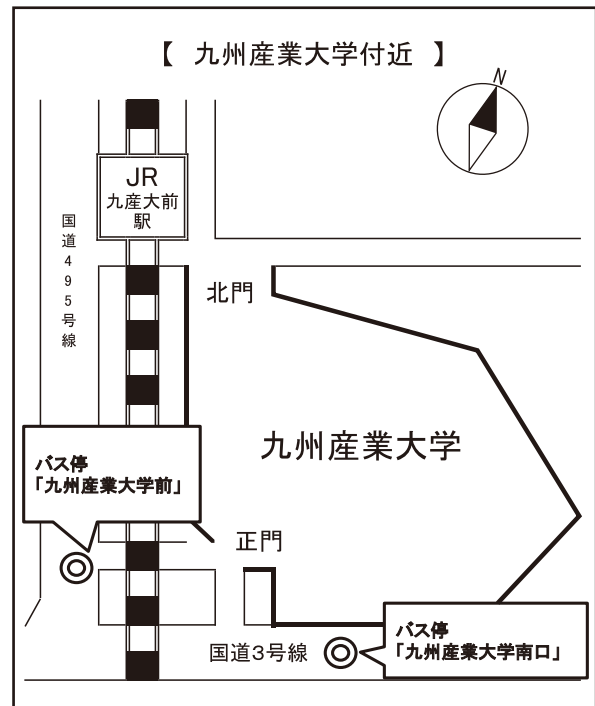 【 九州産業大学付近 】
N
JR
九産大前
駅
国道495号線
北門
九州産業大学
バス停
「九州産業大学前」
正門
国道3号線
バス停
「九州産業大学南口」